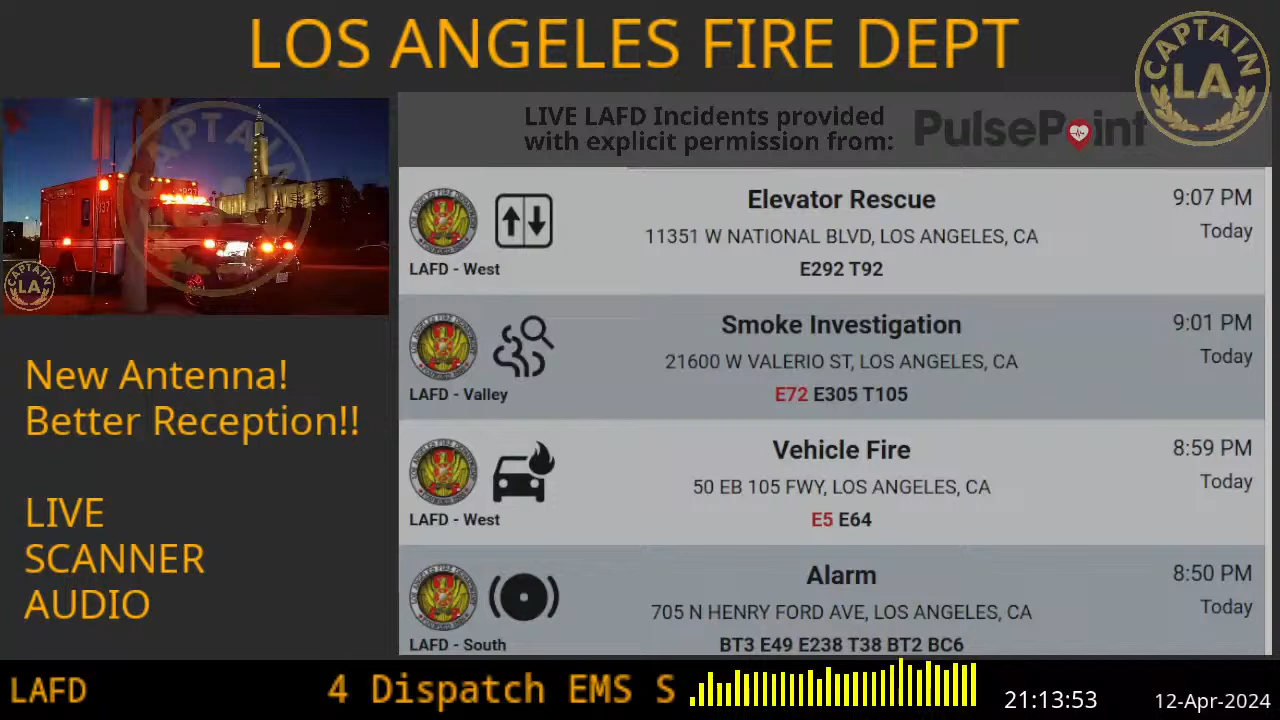 LOS ANGELES FIRE DEPT
CAPTAIN
LA
LIVE LAFD Incidents provided
with explicit permission from:
PulsePoint
CAPTAIN
CAPTAIN
LA
Elevator Rescue
9:07 PM
11351 W NATIONAL BLVD, LOS ANGELES, CA
Today
LAFD - West
E292 T92
Smoke Investigation
9:01 PM
21600 W VALERIO ST, LOS ANGELES, CA
Today
LAFD - Valley
E72 E305 T105
New Antenna!
Better Reception!!
Vehicle Fire
8:59 PM
50 EB 105 FWY, LOS ANGELES, CA
Today
LAFD - West
E5 E64
LIVE
SCANNER
AUDIO
Alarm
8:50 PM
705 N HENRY FORD AVE, LOS ANGELES, CA
Today
LAFD - South
BT3 E49 E238 T38 BT2 BC6
LAFD
4 Dispatch EMS S
21:13:53
12-Apr-2024